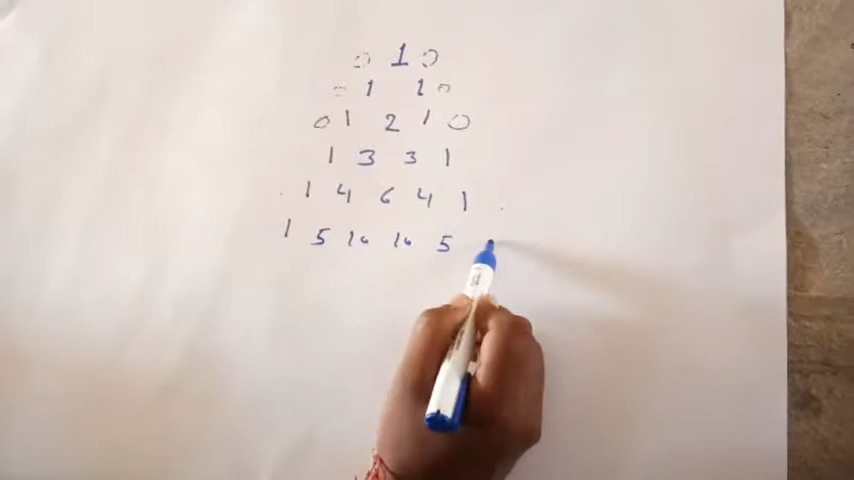 0 1 0
0 1 1 0
0 1 2 1 0
1 3 3 1
1 4 6 4 1
1 5 10 10 5